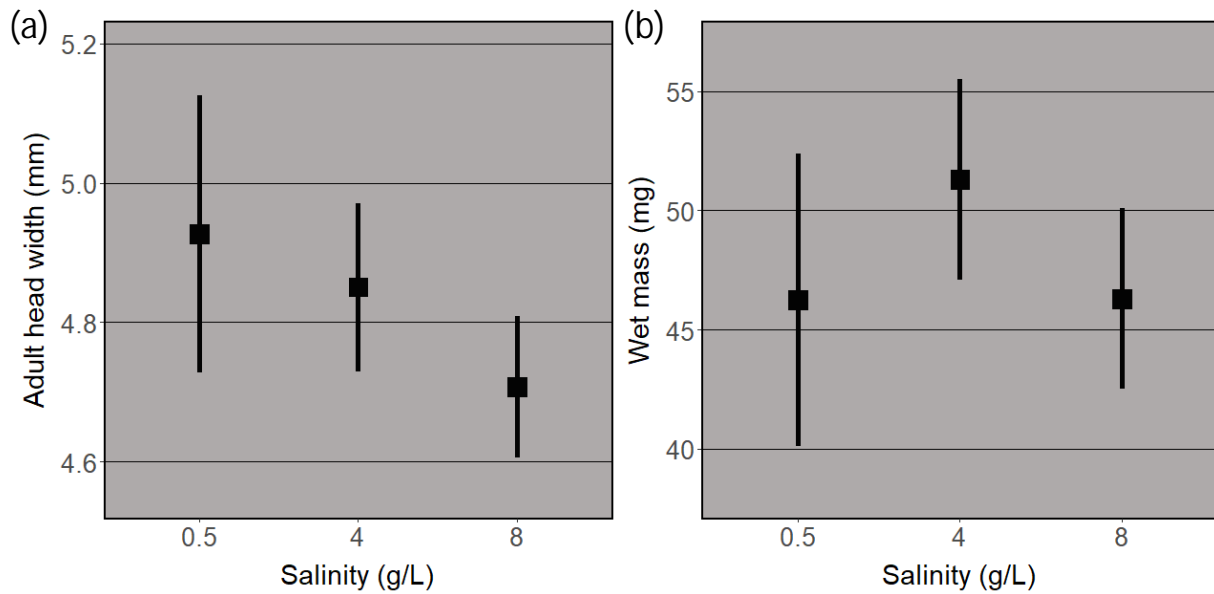 (a)
Adult head width (mm)
5.2
5.0
4.8
4.6
0.5 4 8
Salinity (g/L)
(b)
Wet mass (mg)
55
50
45
40
0.5 4 8
Salinity (g/L)